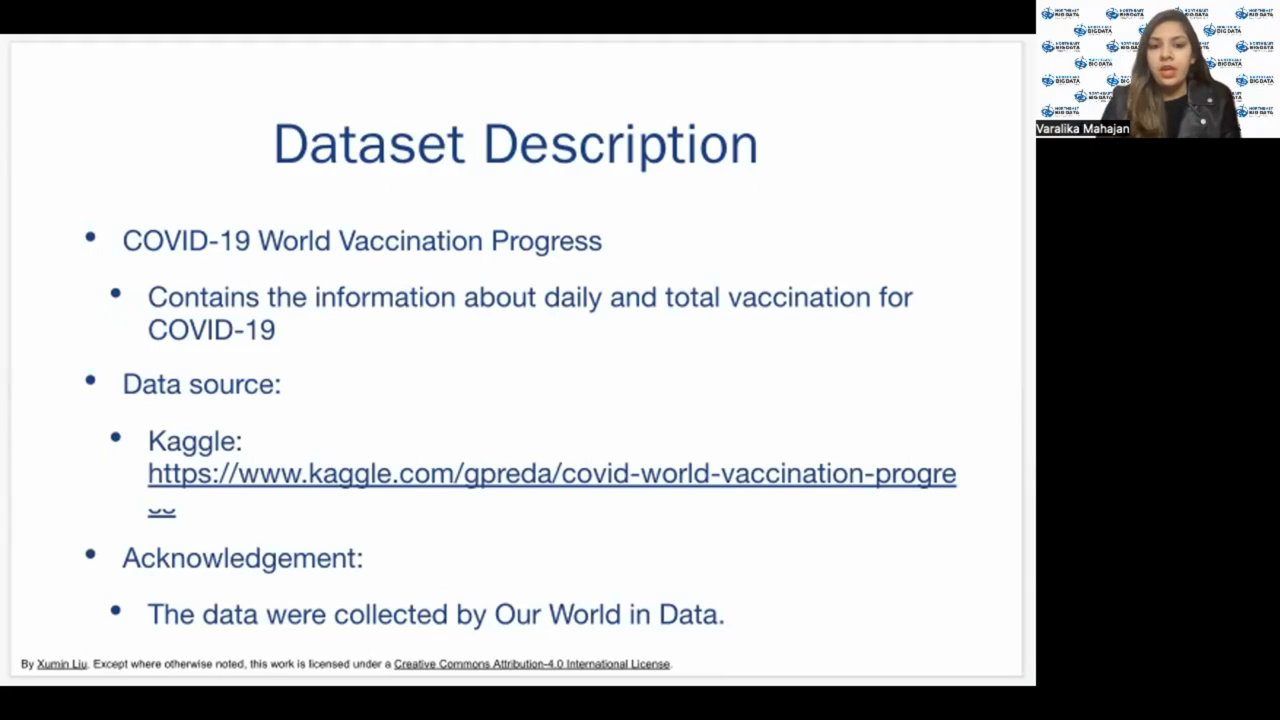 Dataset Description
• COVID-19 World Vaccination Progress
• Contains the information about daily and total vaccination for
COVID-19
• Data source:
• Kaggle:
https://www.kaggle.com/gpreda/covid-world-vaccination-progre
• Acknowledgement:
• The data were collected by Our World in Data.
By Xumin Liu. Except where otherwise noted, this work is licensed under a Creative Commons Attribution-4.0 International License.
Varalika Mahajan